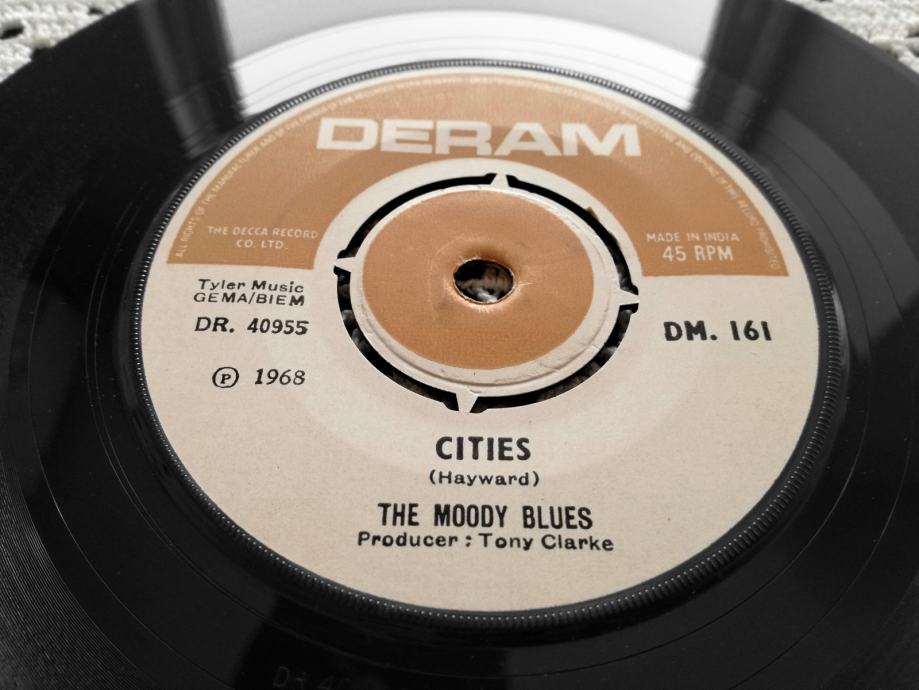 DERAM
THE DECCA RECORD
CO. LTD.
MADE IN INDIA
45 RPM
Tyler Music
GEMA/BIEM
DR. 40955
DM. 161
℗ 1968
CITIES
(Hayward)
THE MOODY BLUES
Producer : Tony Clarke